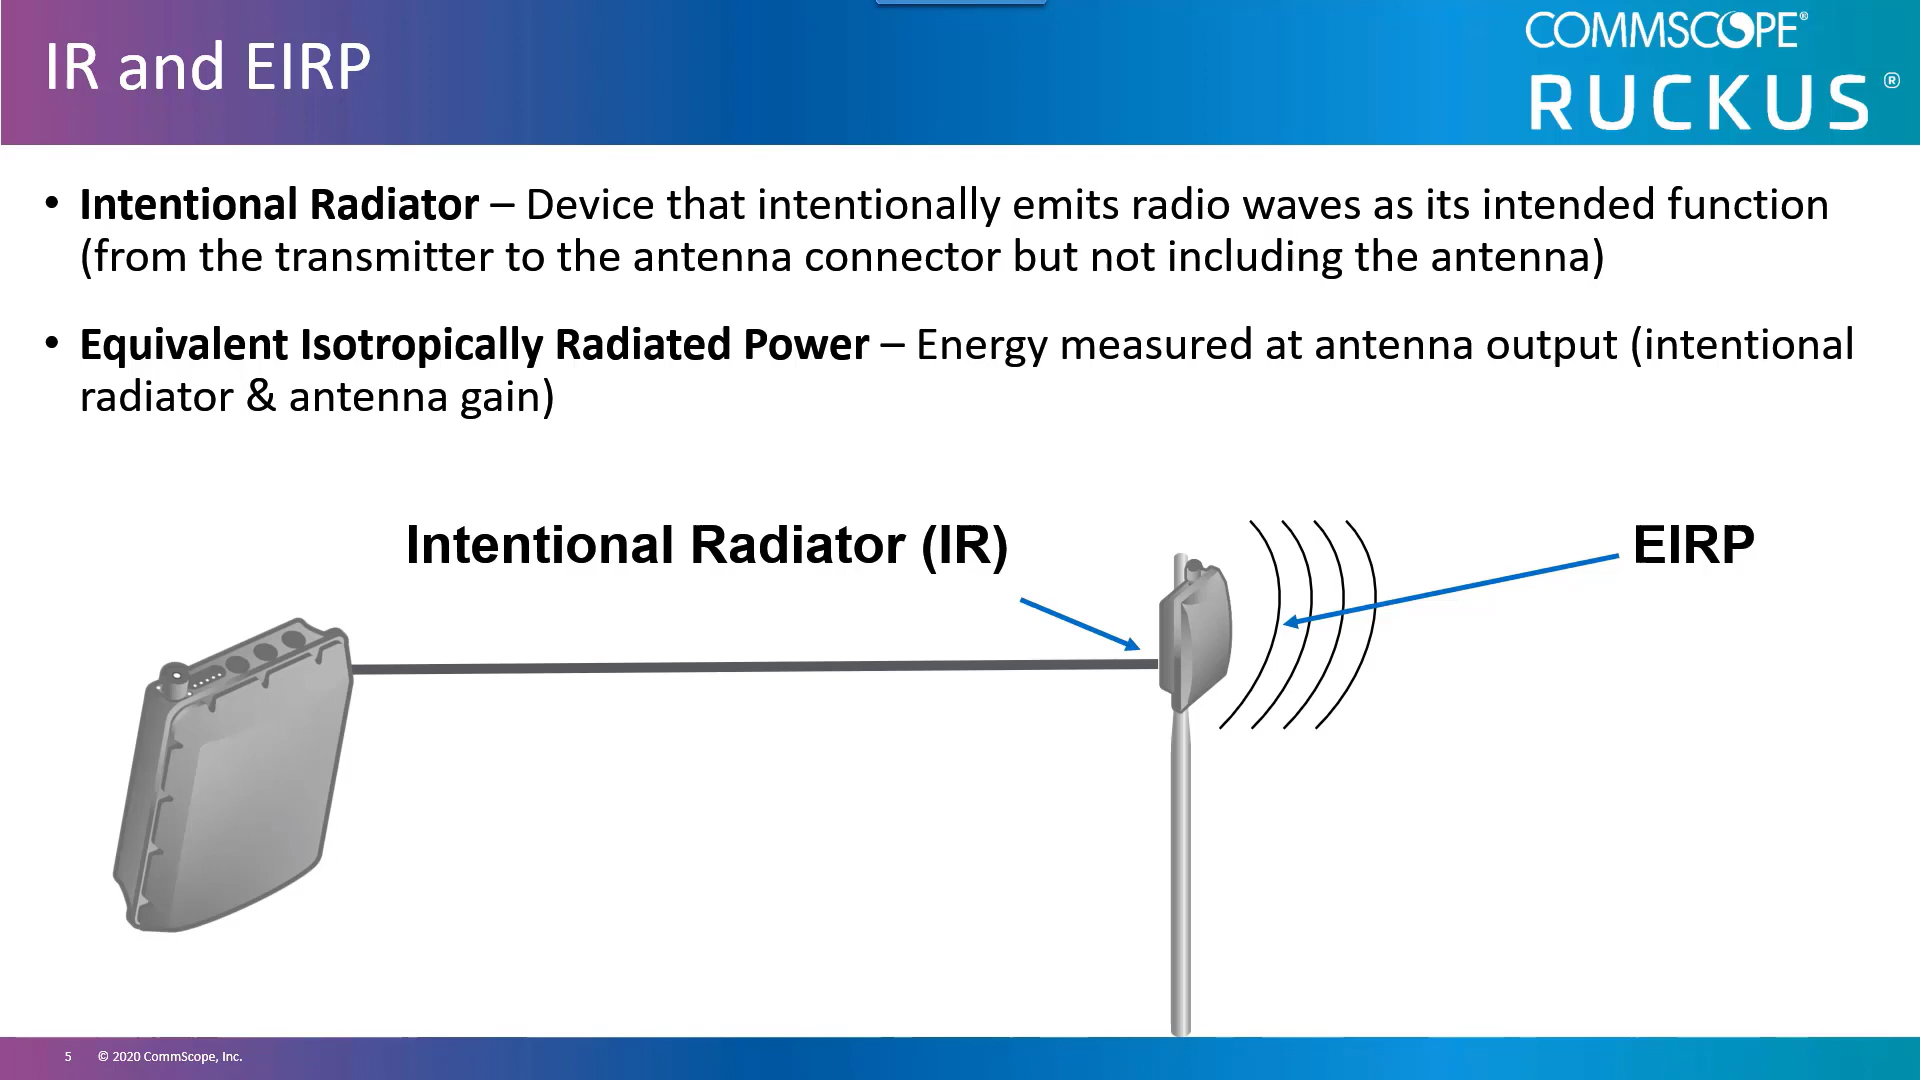 IR and EIRP
COMMSCOPE®
RUCKUS®
• Intentional Radiator – Device that intentionally emits radio waves as its intended function
(from the transmitter to the antenna connector but not including the antenna)
• Equivalent Isotropically Radiated Power – Energy measured at antenna output (intentional
radiator & antenna gain)
Intentional Radiator (IR)
EIRP
5 © 2020 CommScope, Inc.